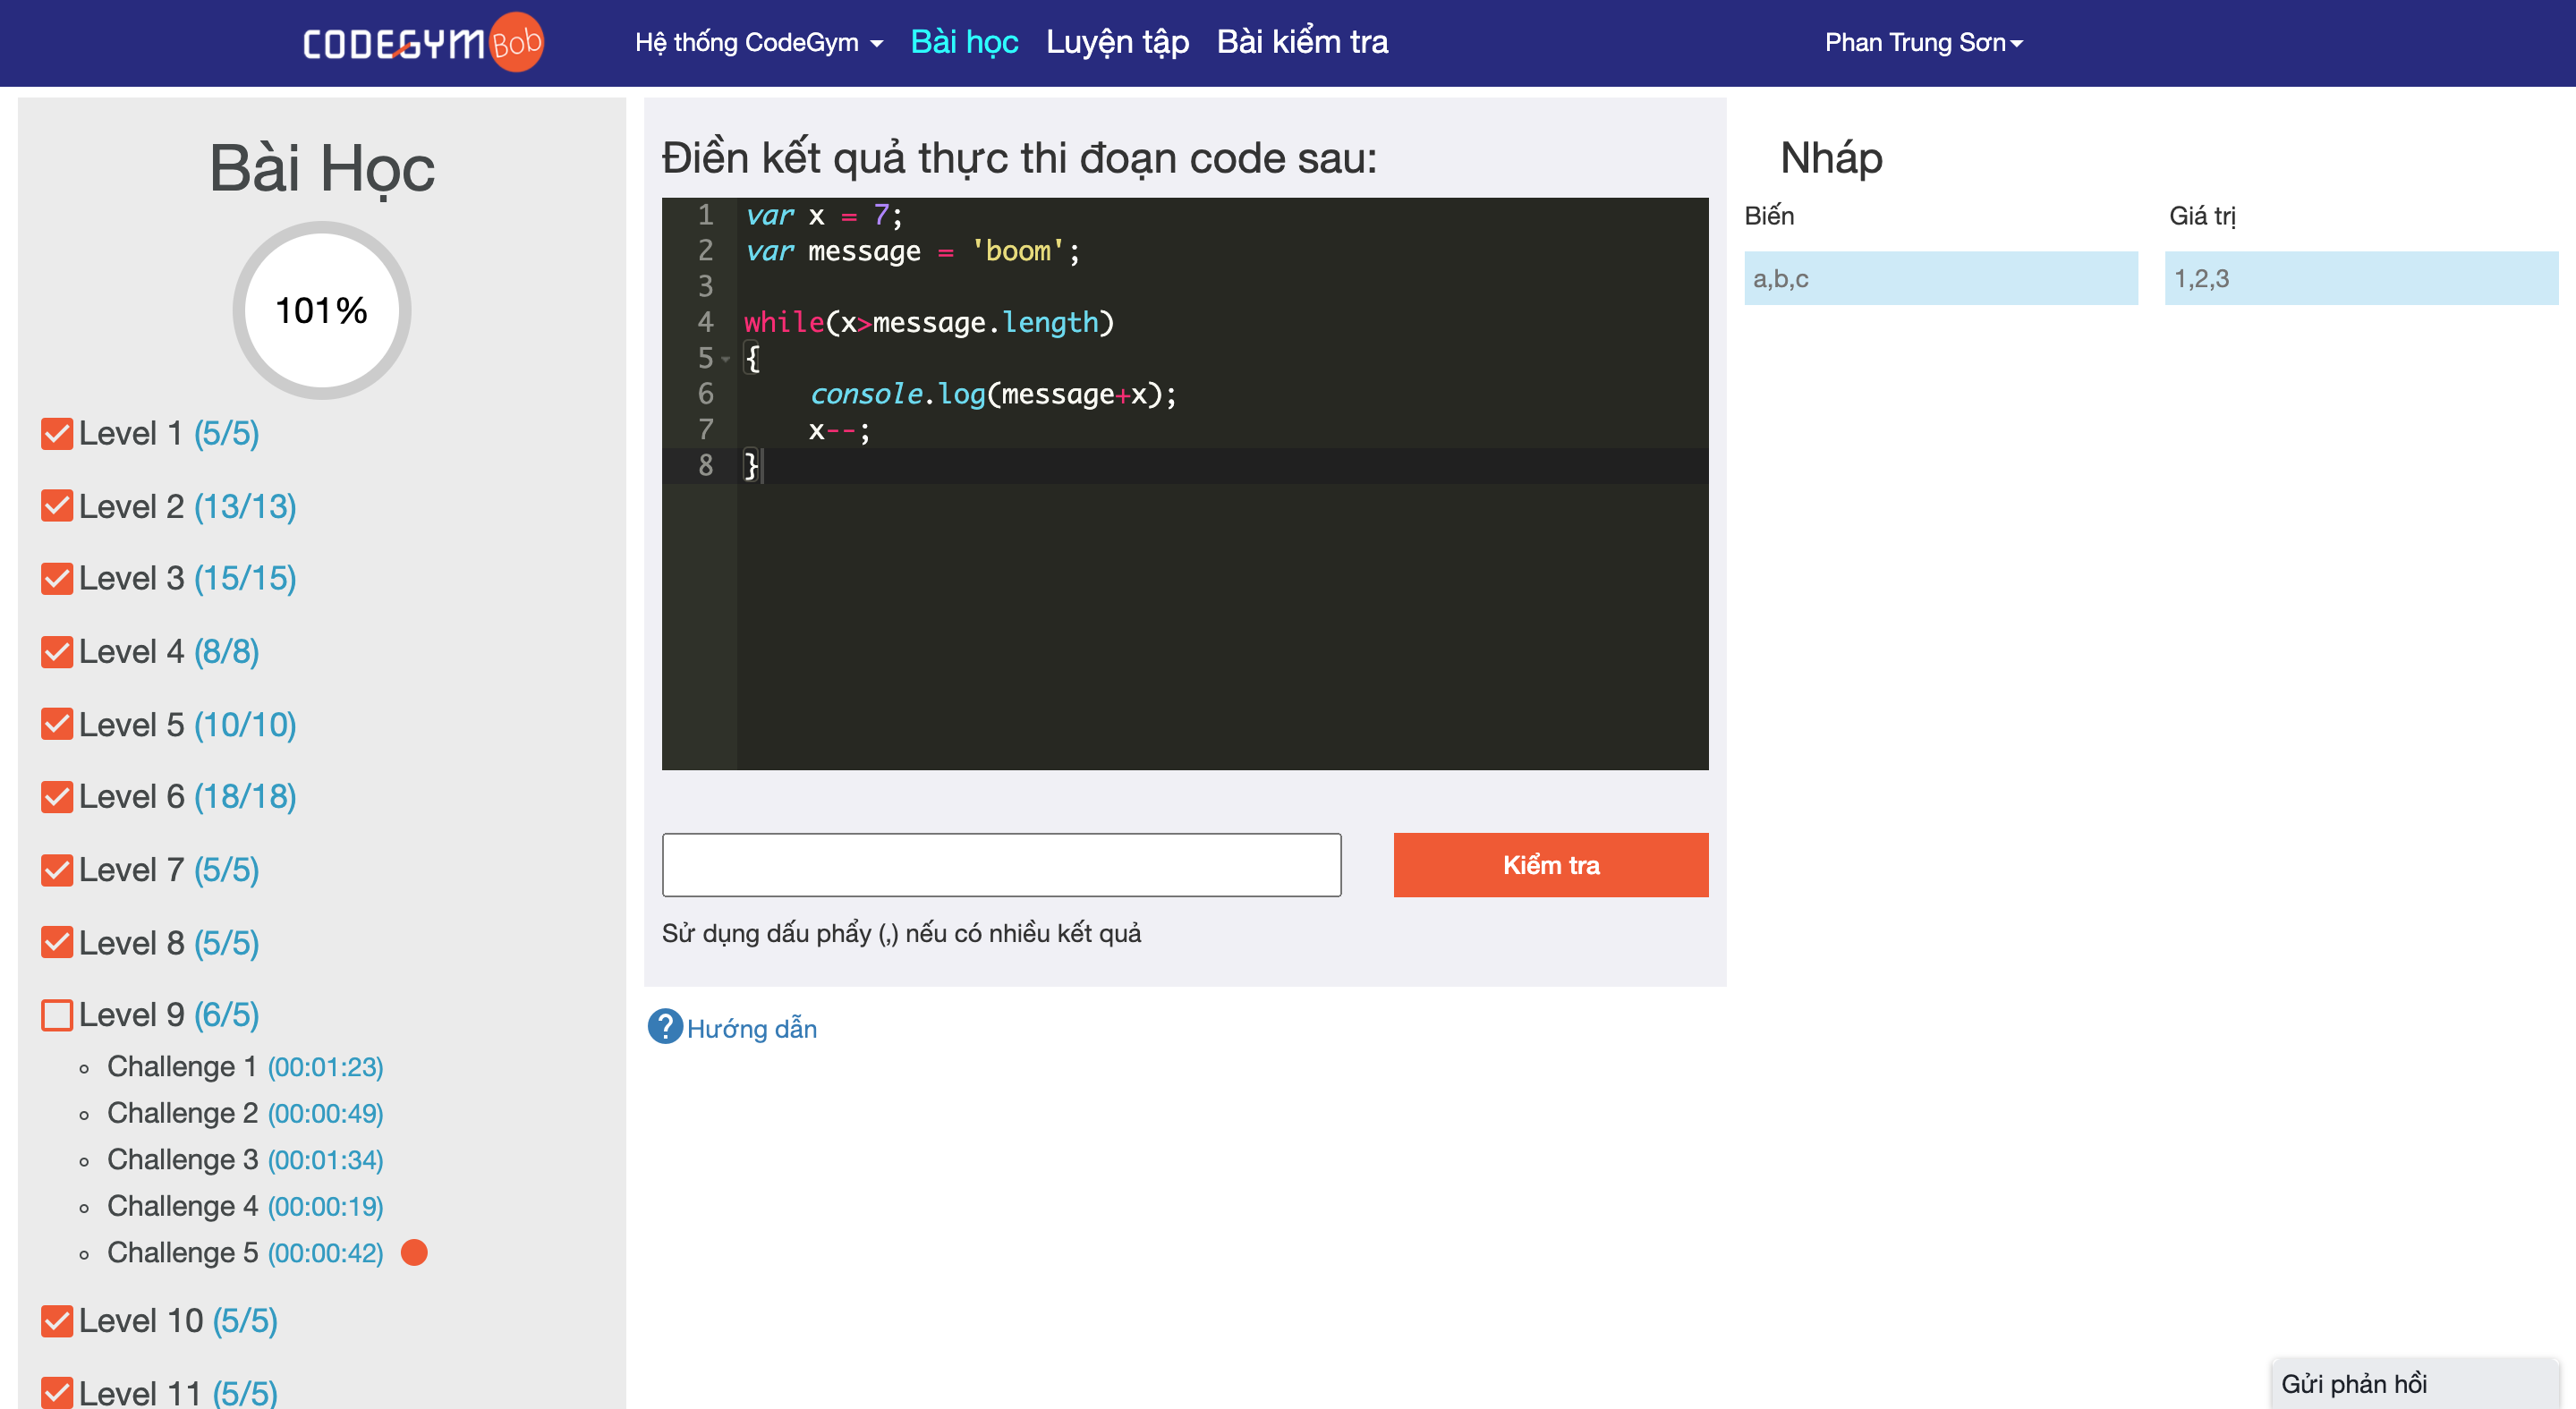 CODEGYM Bob
Hệ thống CodeGym
Bài học
Luyện tập
Bài kiểm tra
Phan Trung Sơn
Bài Học
101%
Level 1 (5/5)
Level 2 (13/13)
Level 3 (15/15)
Level 4 (8/8)
Level 5 (10/10)
Level 6 (18/18)
Level 7 (5/5)
Level 8 (5/5)
Level 9 (6/5)
Challenge 1 (00:01:23)
Challenge 2 (00:00:49)
Challenge 3 (00:01:34)
Challenge 4 (00:00:19)
Challenge 5 (00:00:42)
Level 10 (5/5)
Level 11 (5/5)
Điền kết quả thực thi đoạn code sau:
1 var x = 7;
2 var message = 'boom';
3
4 while(x>message.length)
5 {
6     console.log(message+x);
7     x--;
8 }
Kiểm tra
Sử dụng dấu phẩy (,) nếu có nhiều kết quả
? Hướng dẫn
Nháp
Biến
Giá trị
a,b,c
1,2,3
Gửi phản hồi